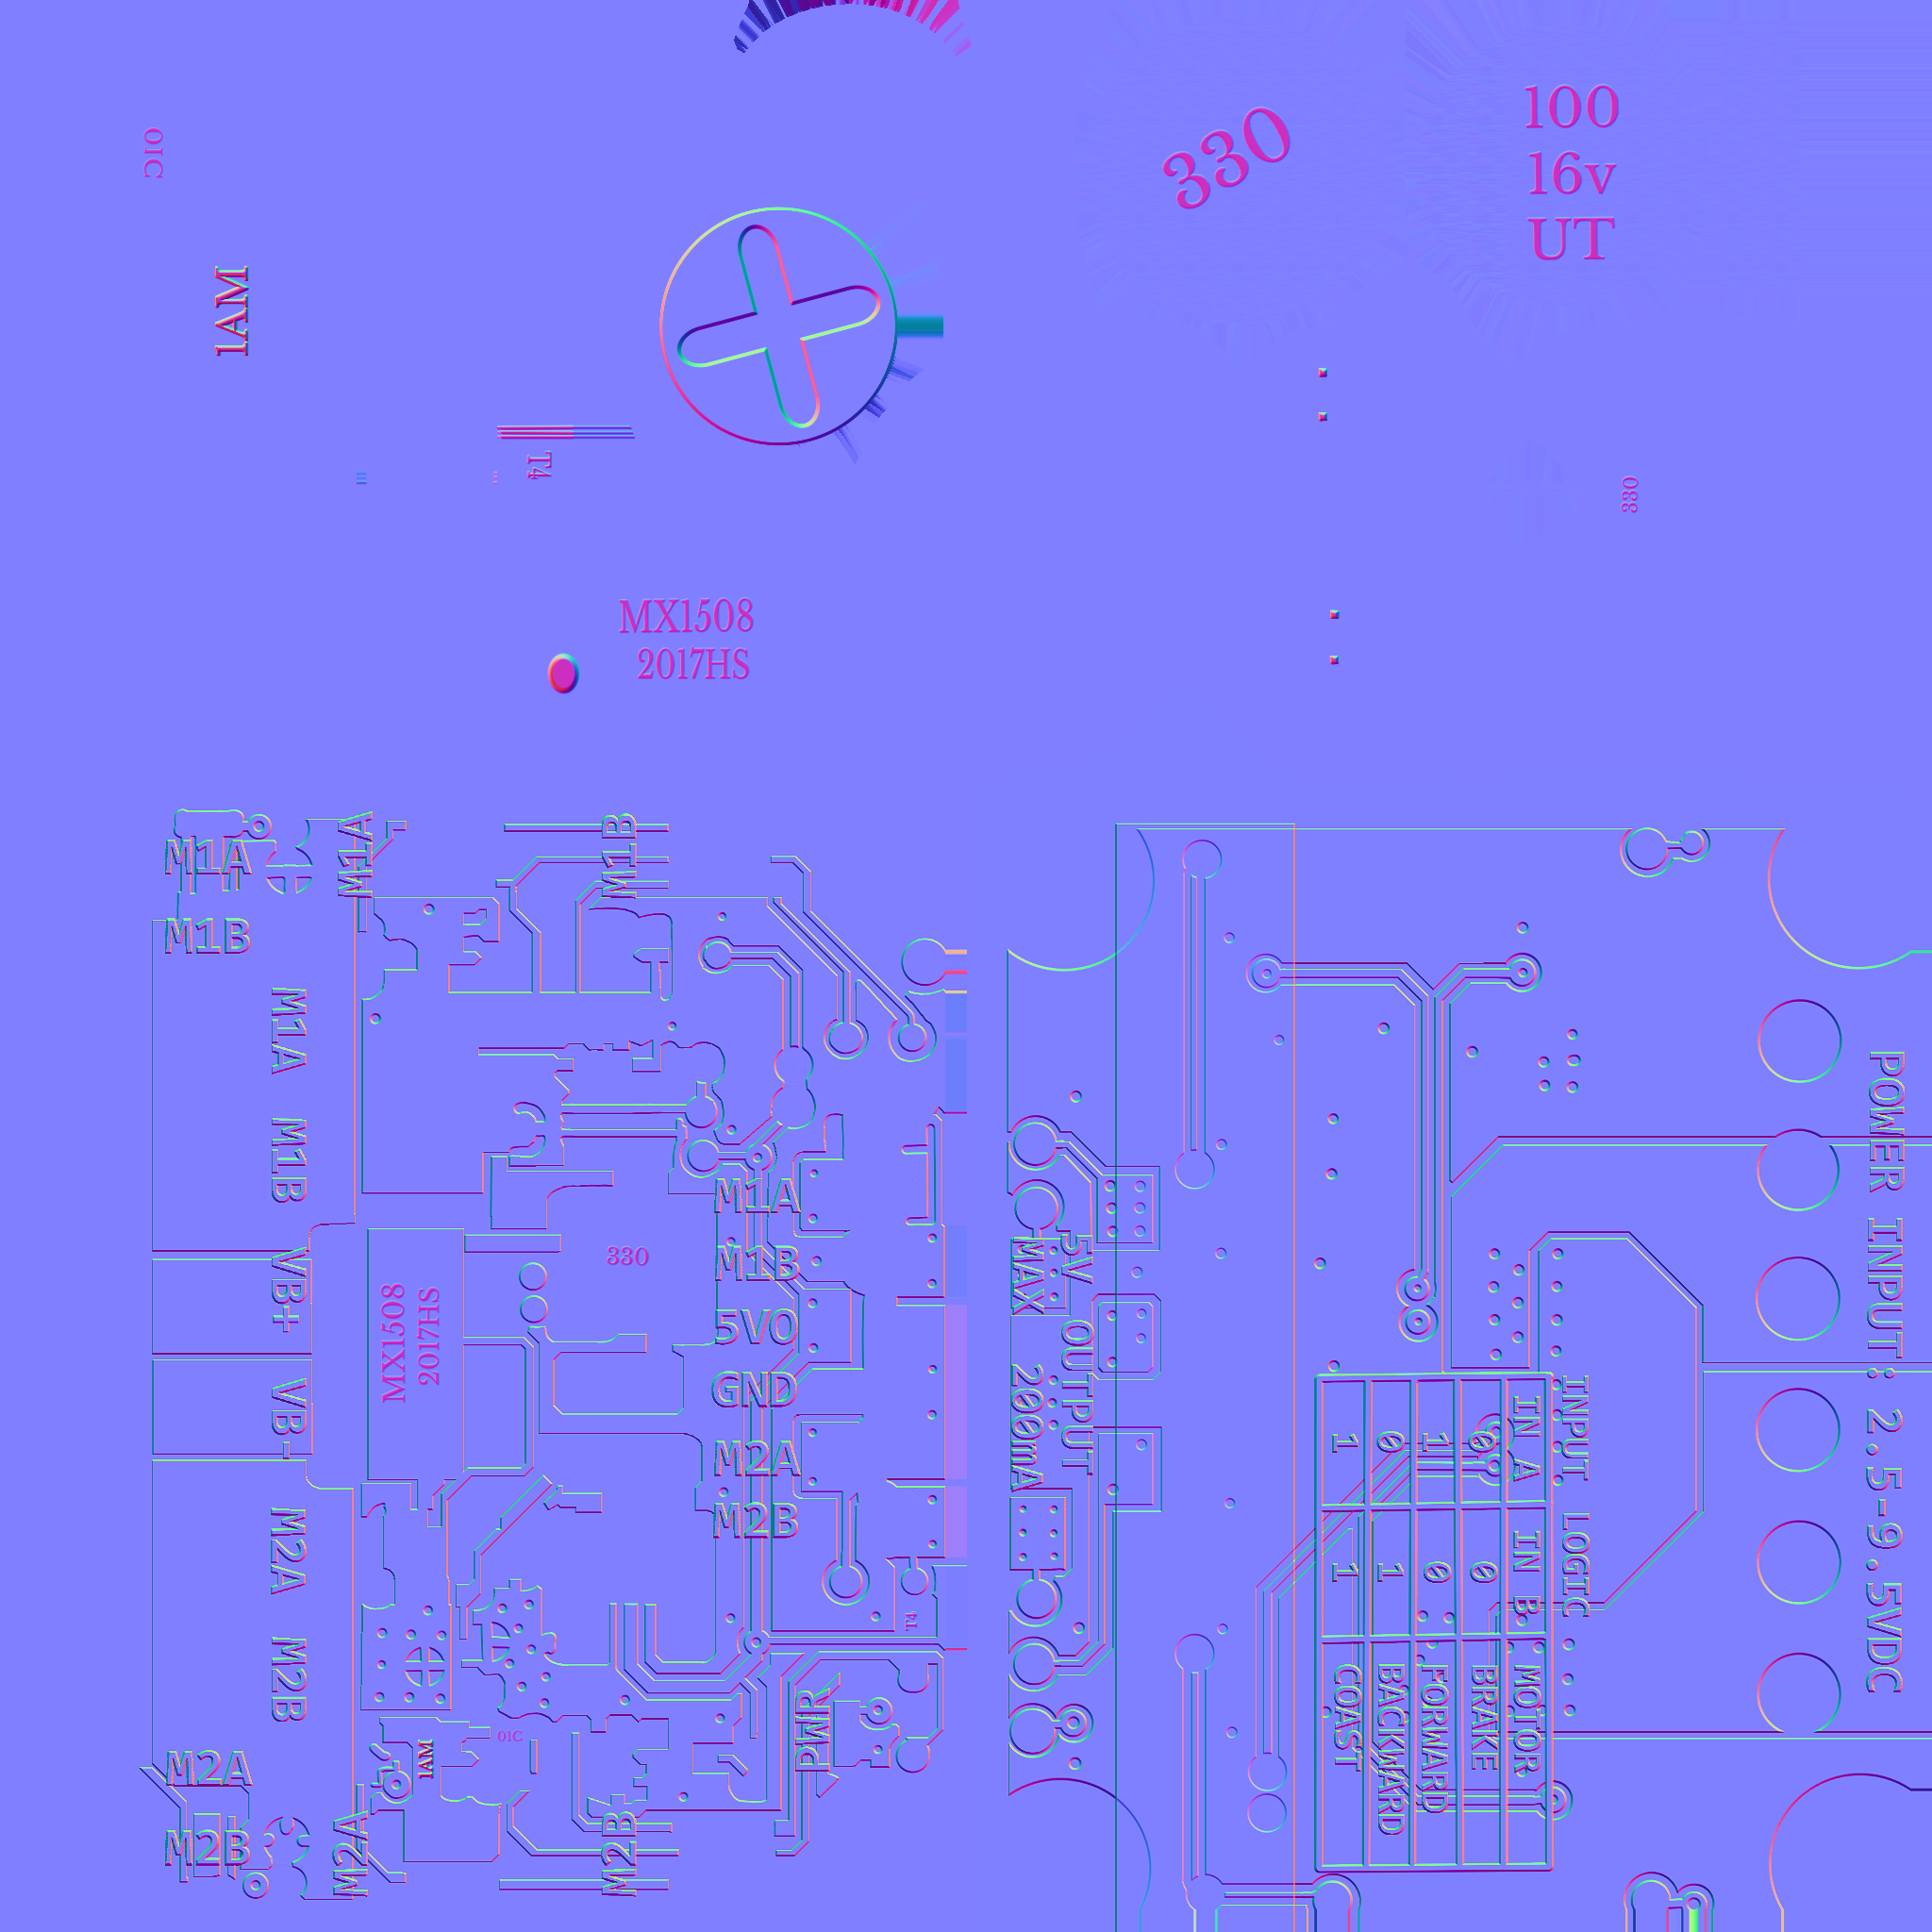 01C
1AM
T4
330
100
16v
UT
330
MX1508
2017HS
M1A
M1B
M1A
M1B
M1A
M1B
VB+
VB-
M2A
M2B
M2A
M2B
M2A
M2B
MX1508
2017HS
330
M1A
M1B
5VO
GND
M2A
M2B
T4
PWR
01C
1AM
5V OUTPUT
MAX 200mA
INPUT LOGIC
IN A IN B MOTOR
0 0 BRAKE
1 0 FORWARD
0 1 BACKWARD
1 1 COAST
POWER INPUT: 2.5-9.5VDC